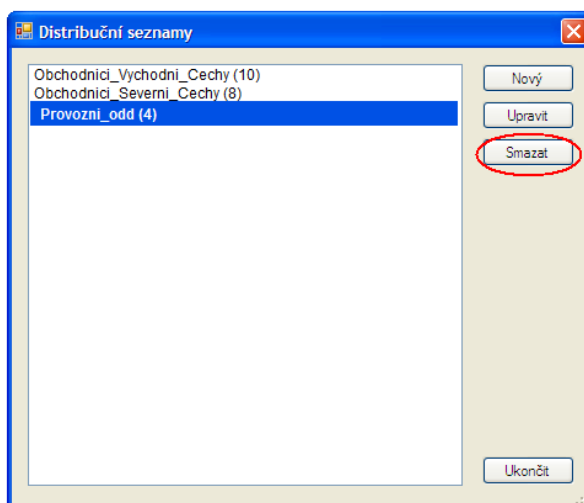 Distribuční seznamy
Obchodnici_Vychodni_Cechy (10)
Obchodnici_Severni_Cechy (8)
Provozni_odd (4)
Nový
Upravit
Smazat
Ukončit